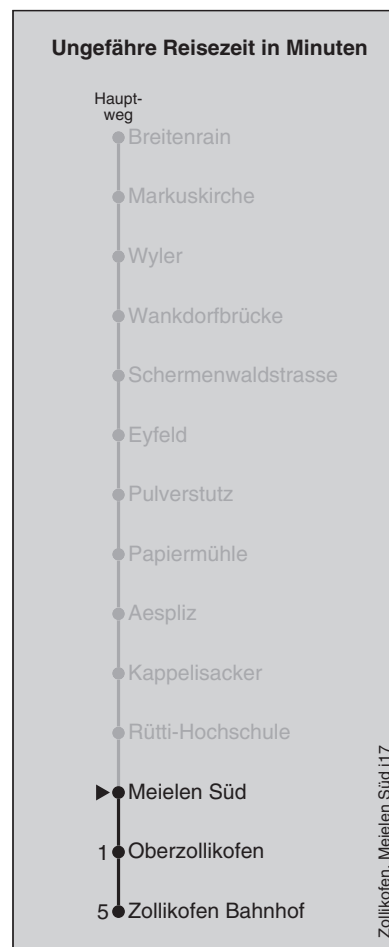 Ungefähre Reisezeit in Minuten
Haupt-
weg
Breitenrain
Markuskirche
Wyler
Wankdorfbrücke
Schermenwaldstrasse
Eyfeld
Pulverstutz
Papiermühle
Aespliz
Kappelisacker
Rütti-Hochschule
Meielen Süd
1 Oberzollikofen
5 Zollikofen Bahnhof
Zollikofen, Meielen Süd j17